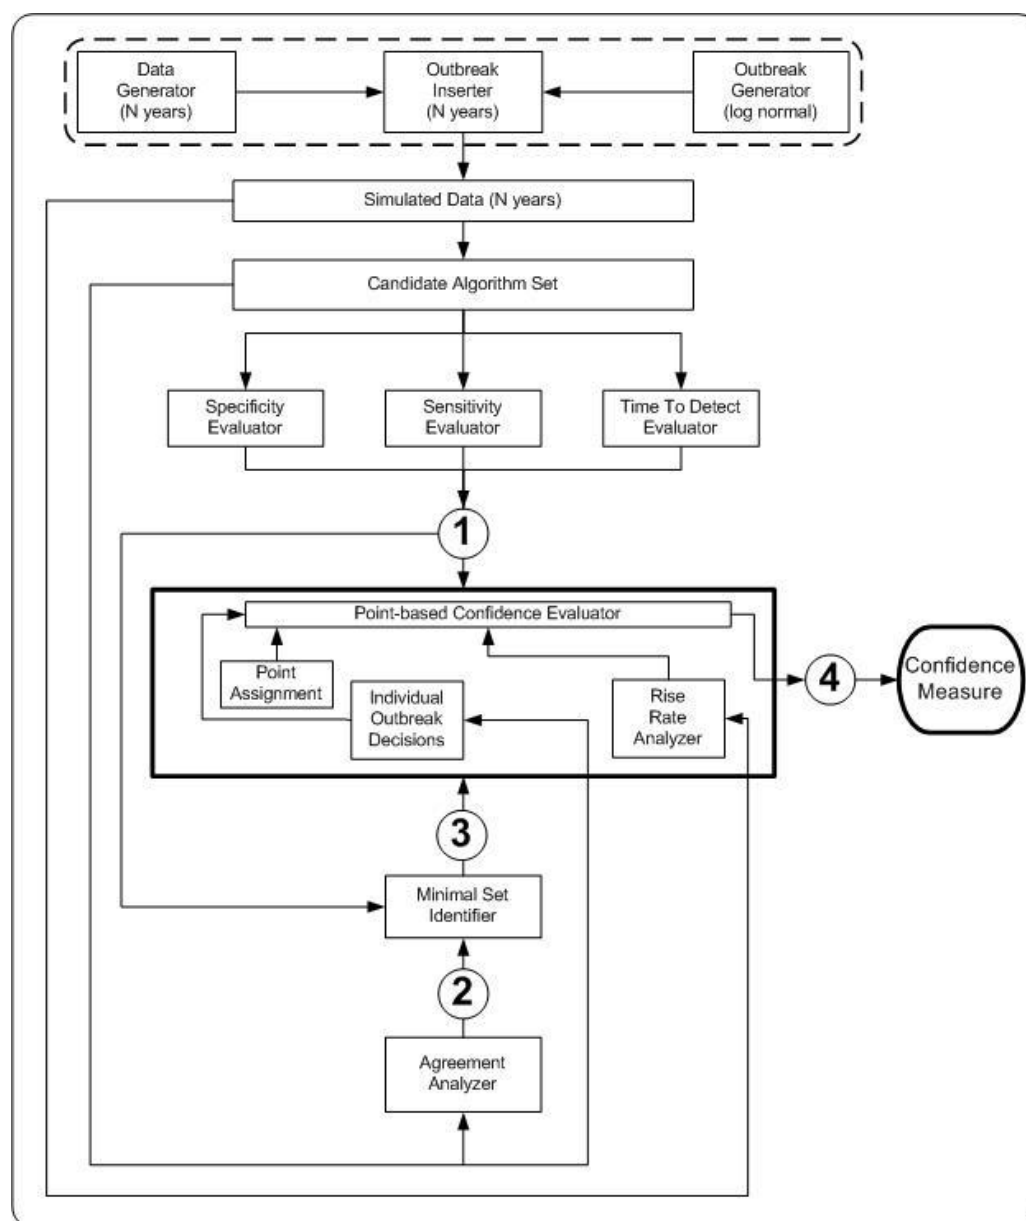 Data
Generator
(N years)
Outbreak
Inserter
(N years)
Outbreak
Generator
(log normal)
Simulated Data (N years)
Candidate Algorithm Set
Specificity
Evaluator
Sensitivity
Evaluator
Time To Detect
Evaluator
1
Point-based Confidence Evaluator
Point
Assignment
Individual
Outbreak
Decisions
Rise
Rate
Analyzer
4
Confidence
Measure
3
Minimal Set
Identifier
2
Agreement
Analyzer